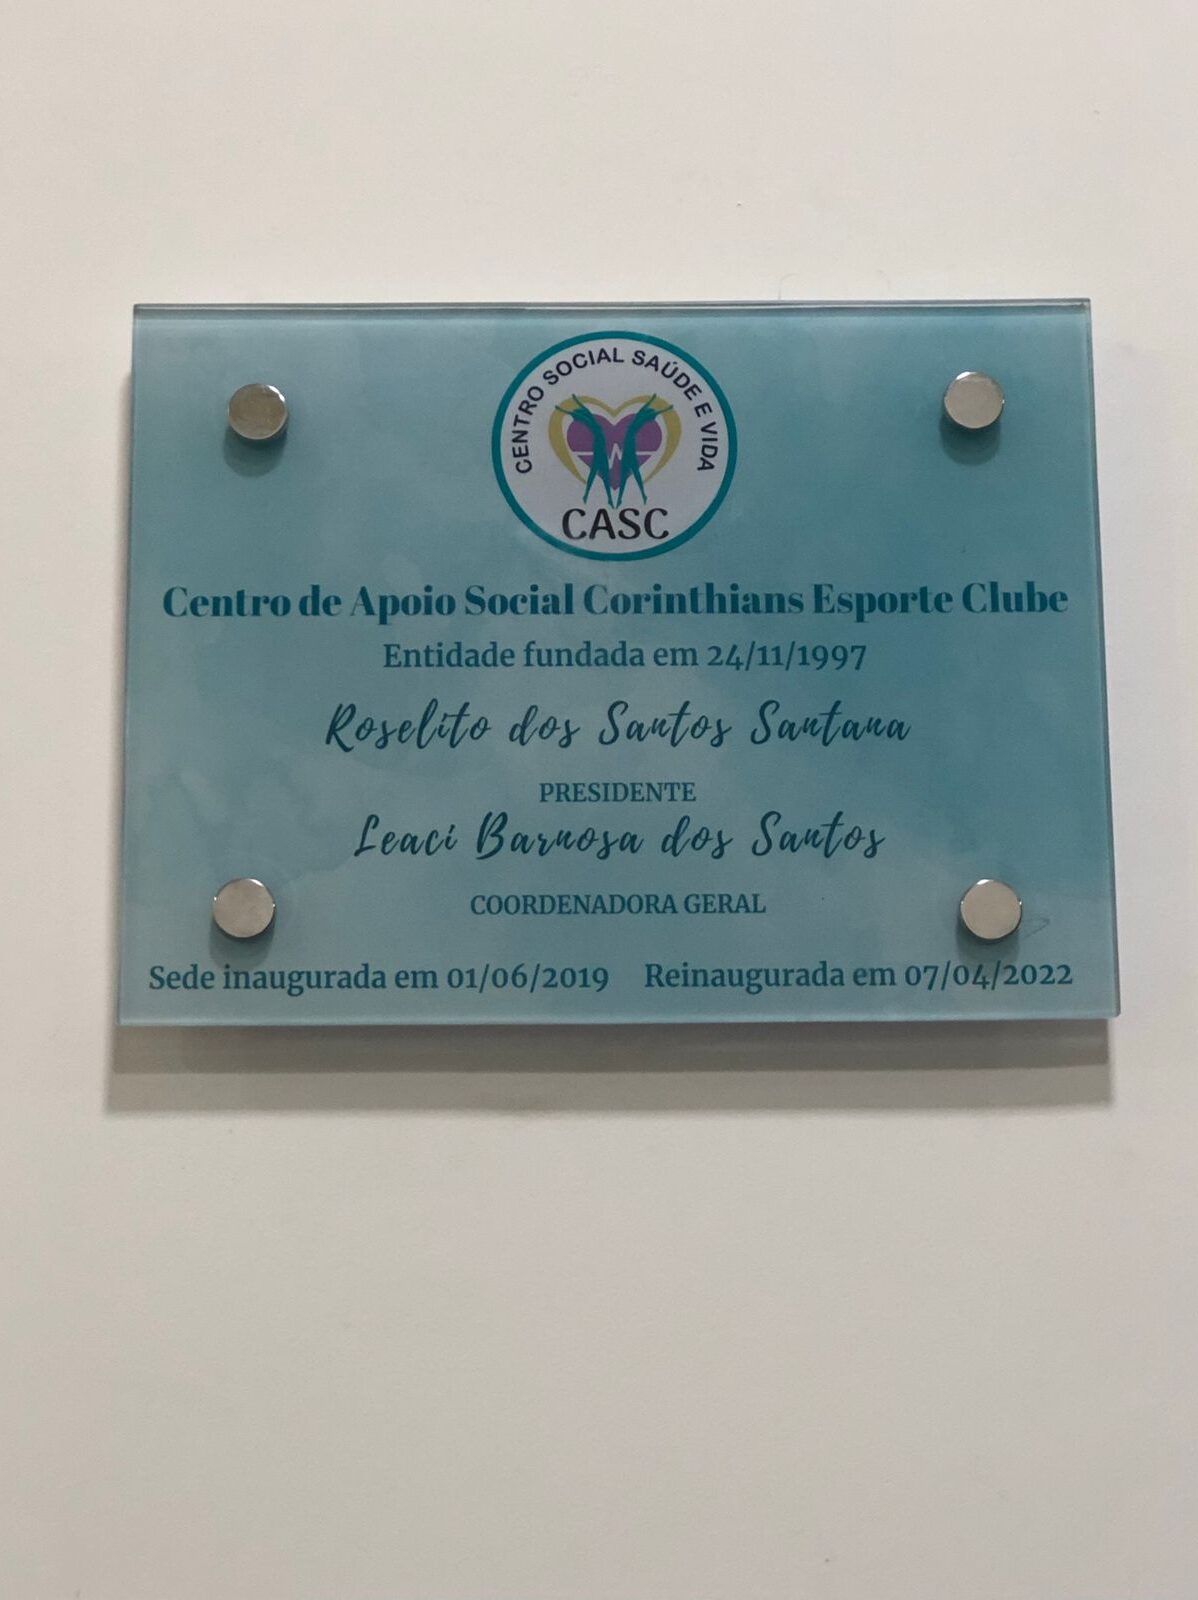 CENTRO SOCIAL SAÚDE E VIDA
CASC
Centro de Apoio Social Corinthians Esporte Clube
Entidade fundada em 24/11/1997
Roselito dos Santos Santana
PRESIDENTE
Leaci Barnosa dos Santos
COORDENADORA GERAL
Sede inaugurada em 01/06/2019 Reinaugurada em 07/04/2022